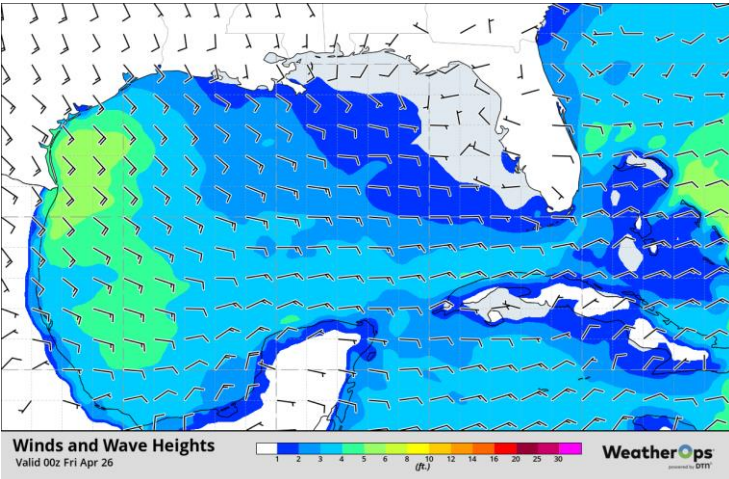 Winds and Wave Heights
Valid 00z Fri Apr 26
1 2 3 4 5 6 8 10 12 14 16 20 25 30
(ft.)
WeatherOps
powered by DTN